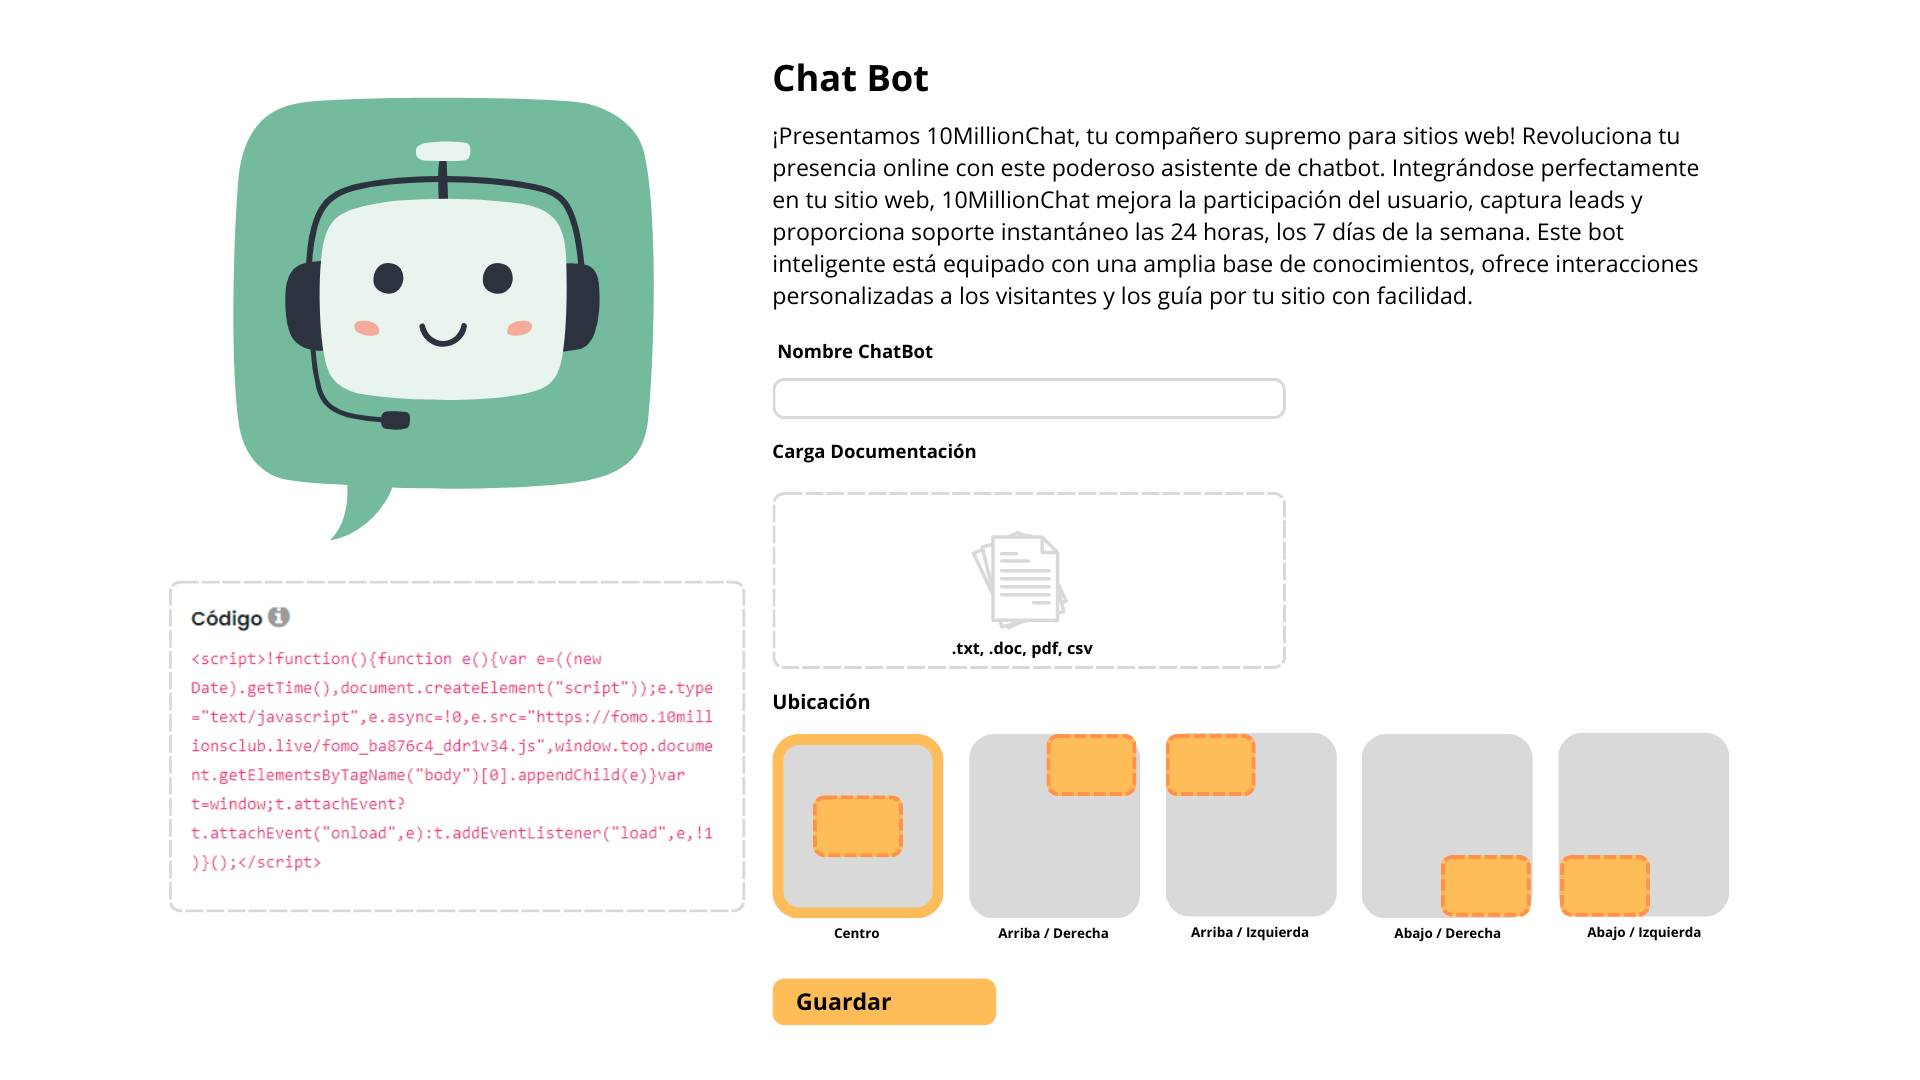 Chat Bot
¡Presentamos 10MillionChat, tu compañero supremo para sitios web! Revoluciona tu
presencia online con este poderoso asistente de chatbot. Integrándose perfectamente
en tu sitio web, 10MillionChat mejora la participación del usuario, captura leads y
proporciona soporte instantáneo las 24 horas, los 7 días de la semana. Este bot
inteligente está equipado con una amplia base de conocimientos, ofrece interacciones
personalizadas a los visitantes y los guía por tu sitio con facilidad.
Nombre ChatBot
Carga Documentación
.txt, .doc, pdf, csv
Código
<script>!function(){function e(){var e=((new
Date).getTime(),document.createElement("script"));e.type
="text/javascript",e.async=!0,e.src="https://fomo.10mill
ionsclub.live/fomo_ba876c4_ddr1v34.js",window.top.docume
nt.getElementsByTagName("body")[0].appendChild(e)}var
t=window;t.attachEvent?
t.attachEvent("onload",e):t.addEventListener("load",e,!1
)}();</script>
Ubicación
Centro
Arriba / Derecha
Arriba / Izquierda
Abajo / Derecha
Abajo / Izquierda
Guardar